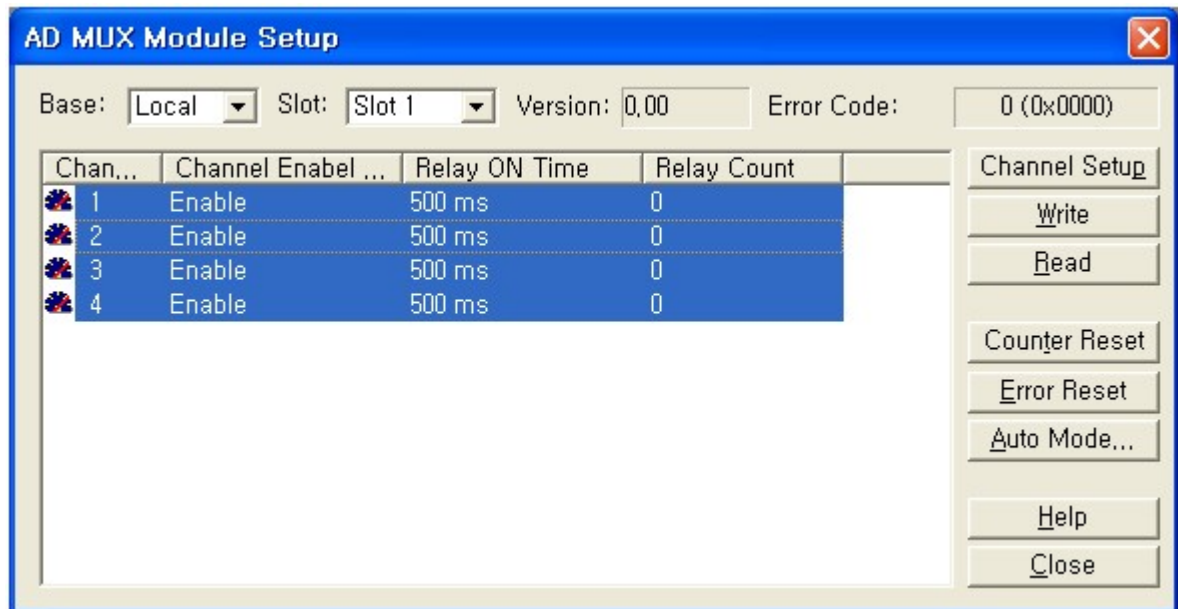 AD MUX Module Setup
Base: Local Slot: Slot 1 Version: 0,00 Error Code: 0 (0x0000)
Chan,,, Channel Enabel ,,, Relay ON Time Relay Count
1 Enable 500 ms 0
2 Enable 500 ms 0
3 Enable 500 ms 0
4 Enable 500 ms 0
Channel Setup
Write
Read
Counter Reset
Error Reset
Auto Mode,,,
Help
Close